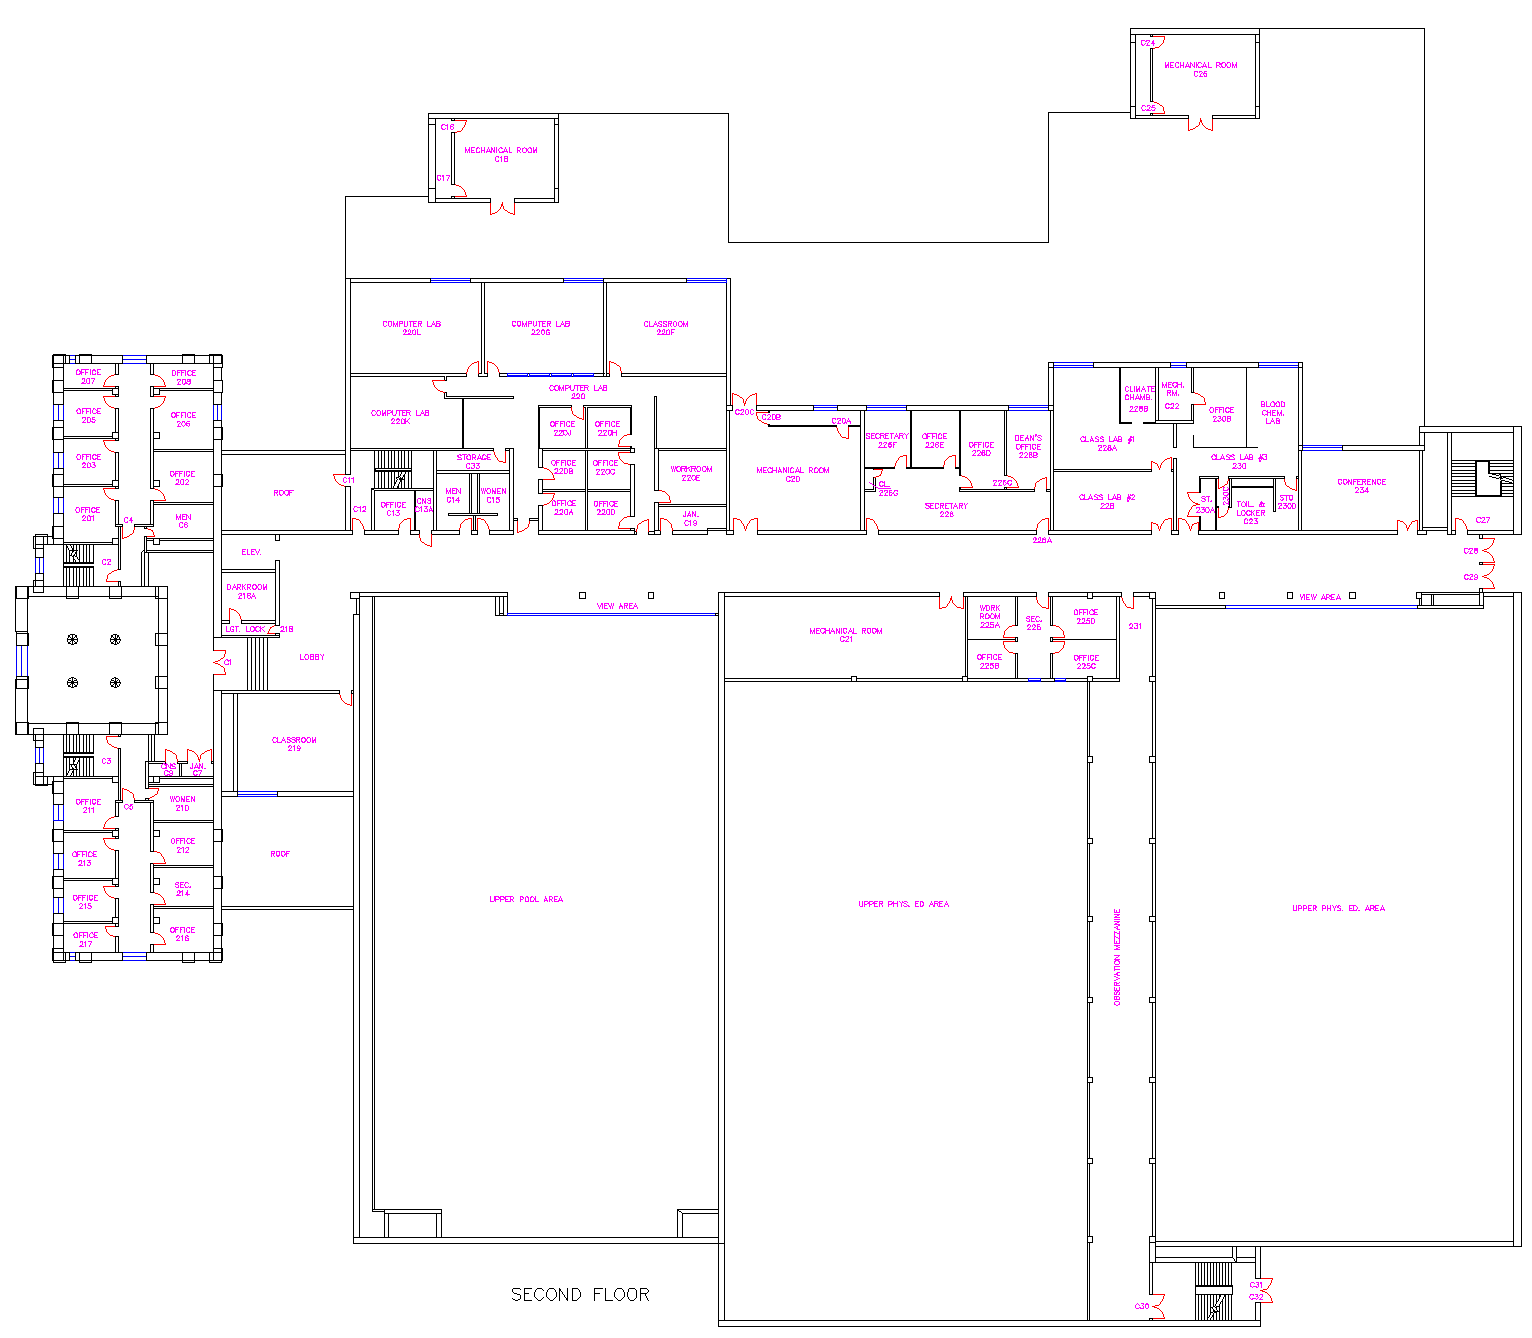 C24
MECHANICAL ROOM
C26
C25
C16
MECHANICAL ROOM
C18
C17
COMPUTER LAB
220L
COMPUTER LAB
220G
CLASSROOM
220F
OFFICE
207
OFFICE
208
OFFICE
205
OFFICE
206
OFFICE
203
OFFICE
202
OFFICE
201
MEN
C6
C4
C2
ROOF
C11
C12
COMPUTER LAB
220
COMPUTER LAB
220K
OFFICE
220J
OFFICE
220H
STORAGE
C33
OFFICE
220B
OFFICE
220C
WORKROOM
220E
OFFICE
C13
CNS
C13A
MEN
C14
WOMEN
C15
OFFICE
220A
OFFICE
220D
JAN.
C19
C20C
C20B
C20A
MECHANICAL ROOM
C20
SECRETARY
226F
OFFICE
226E
OFFICE
226D
DEAN'S
OFFICE
226B
226G
226C
SECRETARY
226
226A
CLIMATE
CHAMB.
228B
MECH.
RM.
C22
OFFICE
230B
BLOOD
CHEM.
LAB
CLASS LAB #1
228A
CLASS LAB #3
230
CLASS LAB #2
228
ST.
230A
230C
TOIL. &
LOCKER
C23
STO
230D
CONFERENCE
234
C27
C28
C29
ELEV.
DARKROOM
218A
LGT. LOCK
218
LOBBY
C1
VIEW AREA
VIEW AREA
MECHANICAL ROOM
C21
WORK
ROOM
225A
SEC.
225
OFFICE
225D
OFFICE
225B
OFFICE
225C
231
CLASSROOM
219
C3
CNS
C9
JAN.
C7
C5
OFFICE
211
WOMEN
210
OFFICE
213
OFFICE
212
ROOF
OFFICE
215
SEC.
214
OFFICE
217
OFFICE
216
UPPER POOL AREA
UPPER PHYS. ED AREA
OBSERVATION MEZZANINE
UPPER PHYS. ED. AREA
C30
C31
C32
SECOND FLOOR